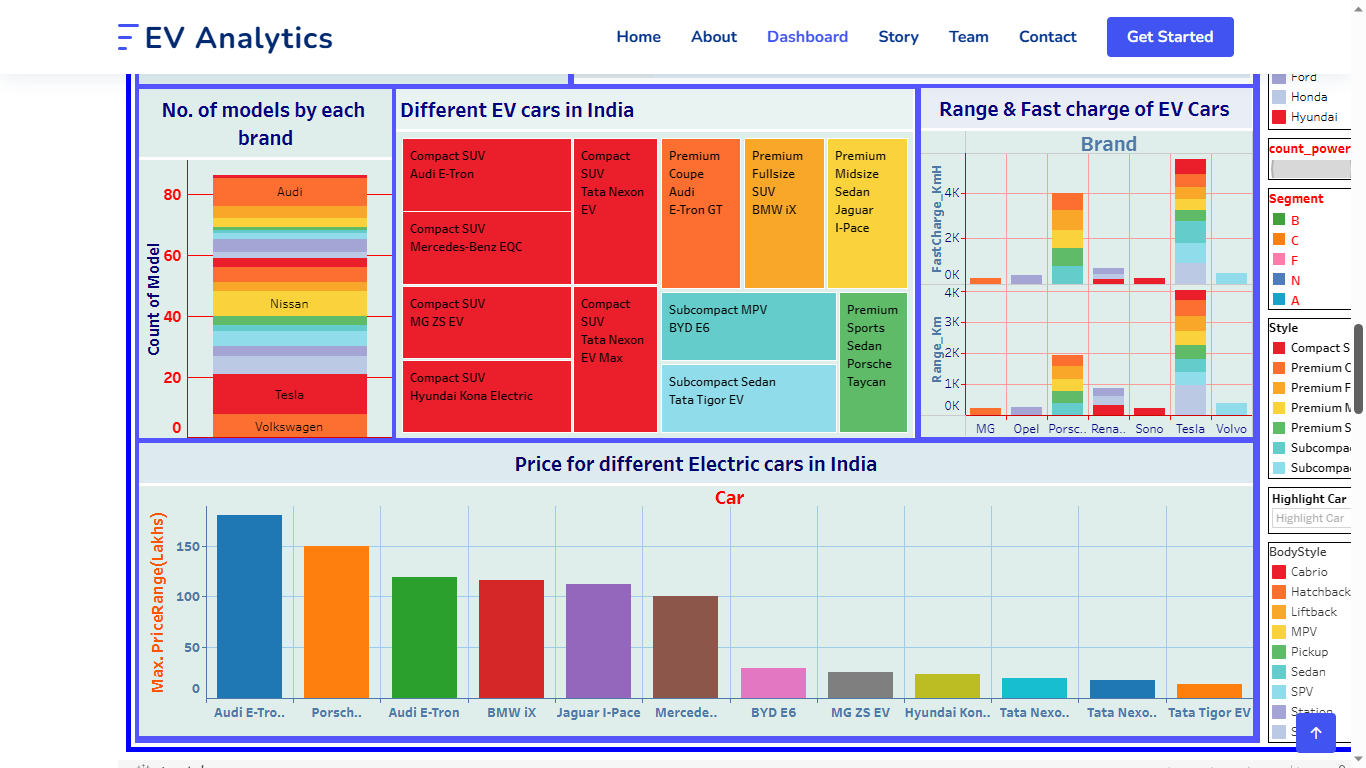 EV Analytics
Home
About
Dashboard
Story
Team
Contact
Get Started
No. of models by each
brand
Count of Model
80
60
40
20
0
Audi
Nissan
Tesla
Volkswagen
Different EV cars in India
Compact SUV
Audi E-Tron
Compact SUV
Mercedes-Benz EQC
Compact SUV
MG ZS EV
Compact SUV
Hyundai Kona Electric
Compact
SUV
Tata Nexon
EV
Compact
SUV
Tata Nexon
EV Max
Premium
Coupe
Audi
E-Tron GT
Premium
Fullsize
SUV
BMW iX
Premium
Midsize
Sedan
Jaguar
I-Pace
Subcompact MPV
BYD E6
Subcompact Sedan
Tata Tigor EV
Premium
Sports
Sedan
Porsche
Taycan
Range & Fast charge of EV Cars
Brand
FastCharge_KmH
4K
2K
0K
Range_Km
4K
3K
2K
1K
0K
MG
Opel
Porsc..
Rena..
Sono
Tesla
Volvo
Price for different Electric cars in India
Car
Max. PriceRange(Lakhs)
150
100
50
0
Audi E-Tro..
Porsch..
Audi E-Tron
BMW iX
Jaguar I-Pace
Mercede..
BYD E6
MG ZS EV
Hyundai Kon..
Tata Nexo..
Tata Nexo..
Tata Tigor EV
Ford
Honda
Hyundai
count_power
Segment
B
C
F
N
A
Style
Compact S
Premium C
Premium F
Premium M
Premium S
Subcompa
Subcompa
Highlight Car
Highlight Car
BodyStyle
Cabrio
Hatchback
Liftback
MPV
Pickup
Sedan
SPV
Station